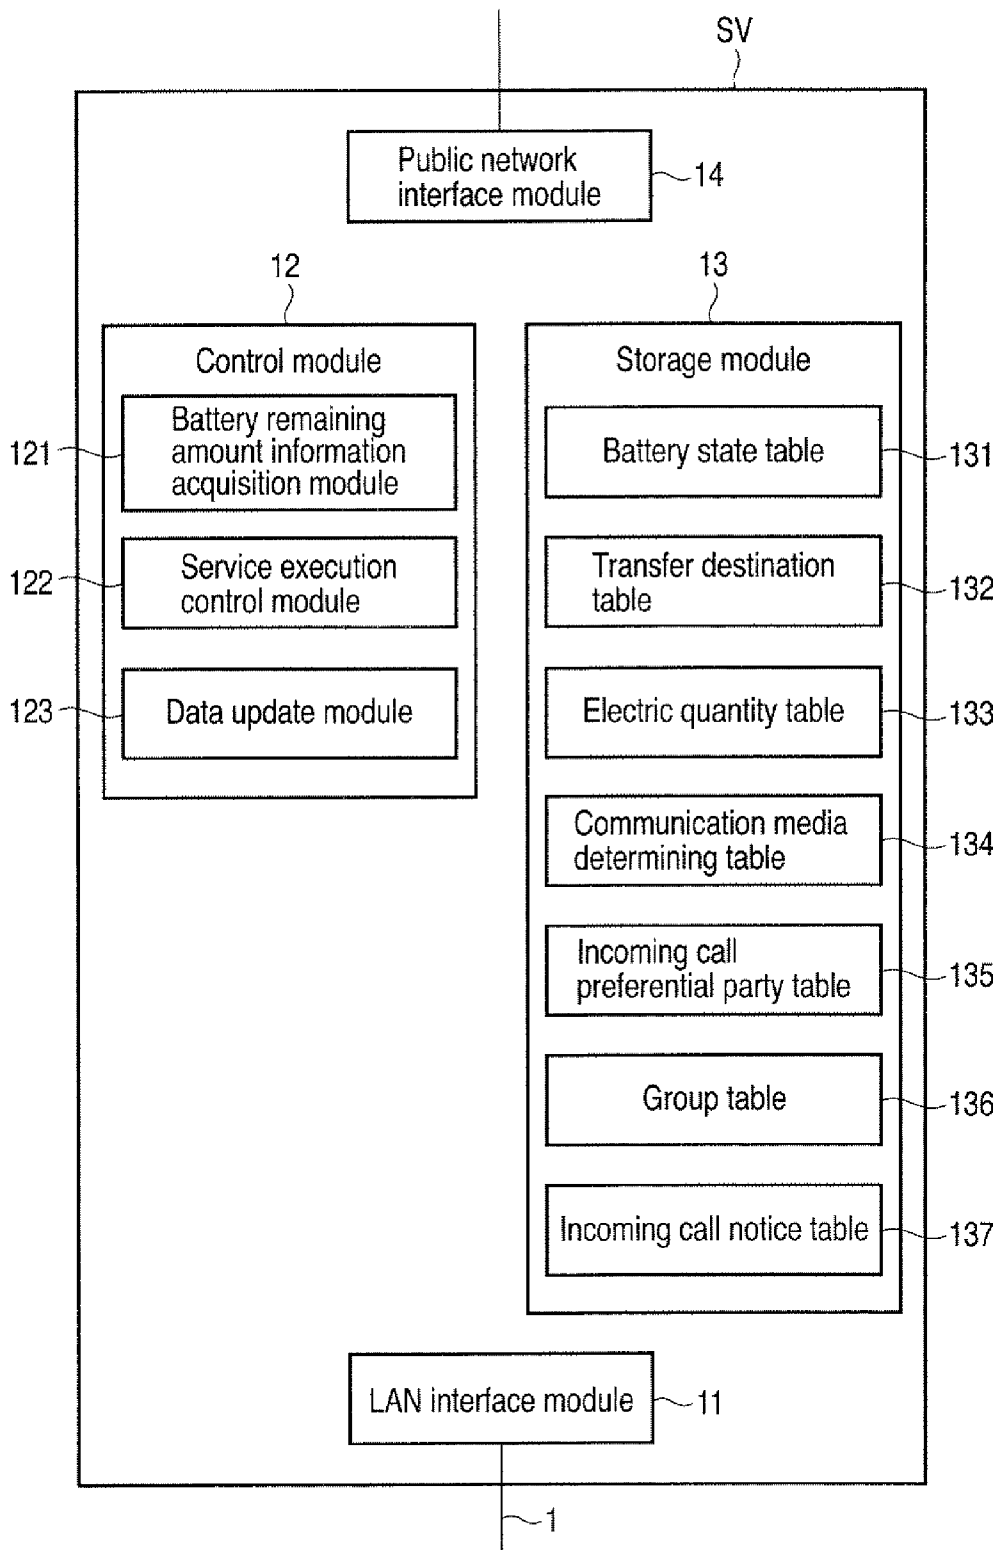 SV
Public network
interface module
14
12
13
Control module
Storage module
Battery remaining
amount information
acquisition module
121
Battery state table
131
Service execution
control module
122
Transfer destination
table
132
Data update module
123
Electric quantity table
133
Communication media
determining table
134
Incoming call
preferential party table
135
Group table
136
Incoming call notice table
137
LAN interface module
11
1